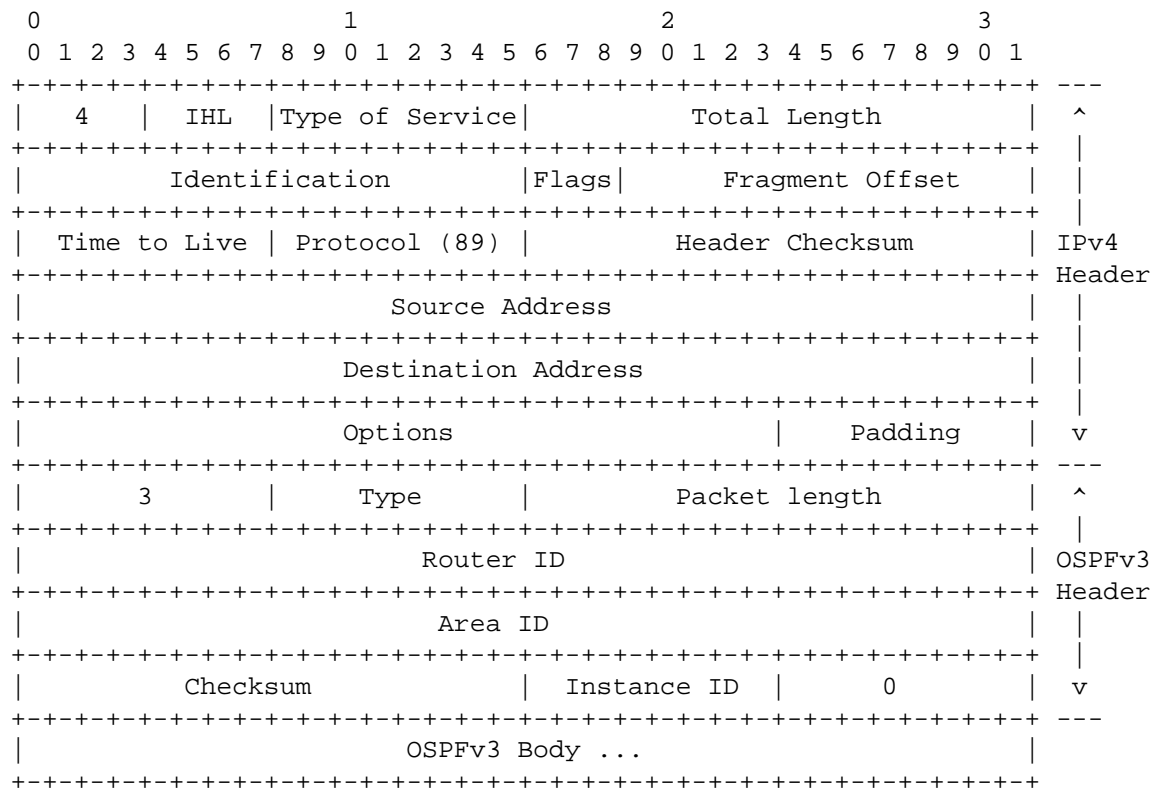 0                   1                   2                   3
 0 1 2 3 4 5 6 7 8 9 0 1 2 3 4 5 6 7 8 9 0 1 2 3 4 5 6 7 8 9 0 1
+-+-+-+-+-+-+-+-+-+-+-+-+-+-+-+-+-+-+-+-+-+-+-+-+-+-+-+-+-+-+-+-+ ---
|   4   |  IHL  |Type of Service|          Total Length         |  ^
+-+-+-+-+-+-+-+-+-+-+-+-+-+-+-+-+-+-+-+-+-+-+-+-+-+-+-+-+-+-+-+-+  |
|         Identification        |Flags|      Fragment Offset    |  |
+-+-+-+-+-+-+-+-+-+-+-+-+-+-+-+-+-+-+-+-+-+-+-+-+-+-+-+-+-+-+-+-+  |
|  Time to Live | Protocol (89) |         Header Checksum       | IPv4
+-+-+-+-+-+-+-+-+-+-+-+-+-+-+-+-+-+-+-+-+-+-+-+-+-+-+-+-+-+-+-+-+ Header
|                       Source Address                          |  |
+-+-+-+-+-+-+-+-+-+-+-+-+-+-+-+-+-+-+-+-+-+-+-+-+-+-+-+-+-+-+-+-+  |
|                    Destination Address                        |  |
+-+-+-+-+-+-+-+-+-+-+-+-+-+-+-+-+-+-+-+-+-+-+-+-+-+-+-+-+-+-+-+-+  |
|                    Options                    |    Padding    |  v
+-+-+-+-+-+-+-+-+-+-+-+-+-+-+-+-+-+-+-+-+-+-+-+-+-+-+-+-+-+-+-+-+ ---
|       3       |     Type      |         Packet length         |  ^
+-+-+-+-+-+-+-+-+-+-+-+-+-+-+-+-+-+-+-+-+-+-+-+-+-+-+-+-+-+-+-+-+  |
|                         Router ID                             | OSPFv3
+-+-+-+-+-+-+-+-+-+-+-+-+-+-+-+-+-+-+-+-+-+-+-+-+-+-+-+-+-+-+-+-+ Header
|                          Area ID                              |  |
+-+-+-+-+-+-+-+-+-+-+-+-+-+-+-+-+-+-+-+-+-+-+-+-+-+-+-+-+-+-+-+-+  |
|          Checksum             |  Instance ID  |      0        |  v
+-+-+-+-+-+-+-+-+-+-+-+-+-+-+-+-+-+-+-+-+-+-+-+-+-+-+-+-+-+-+-+-+ ---
|                        OSPFv3 Body ...                        |
+-+-+-+-+-+-+-+-+-+-+-+-+-+-+-+-+-+-+-+-+-+-+-+-+-+-+-+-+-+-+-+-+